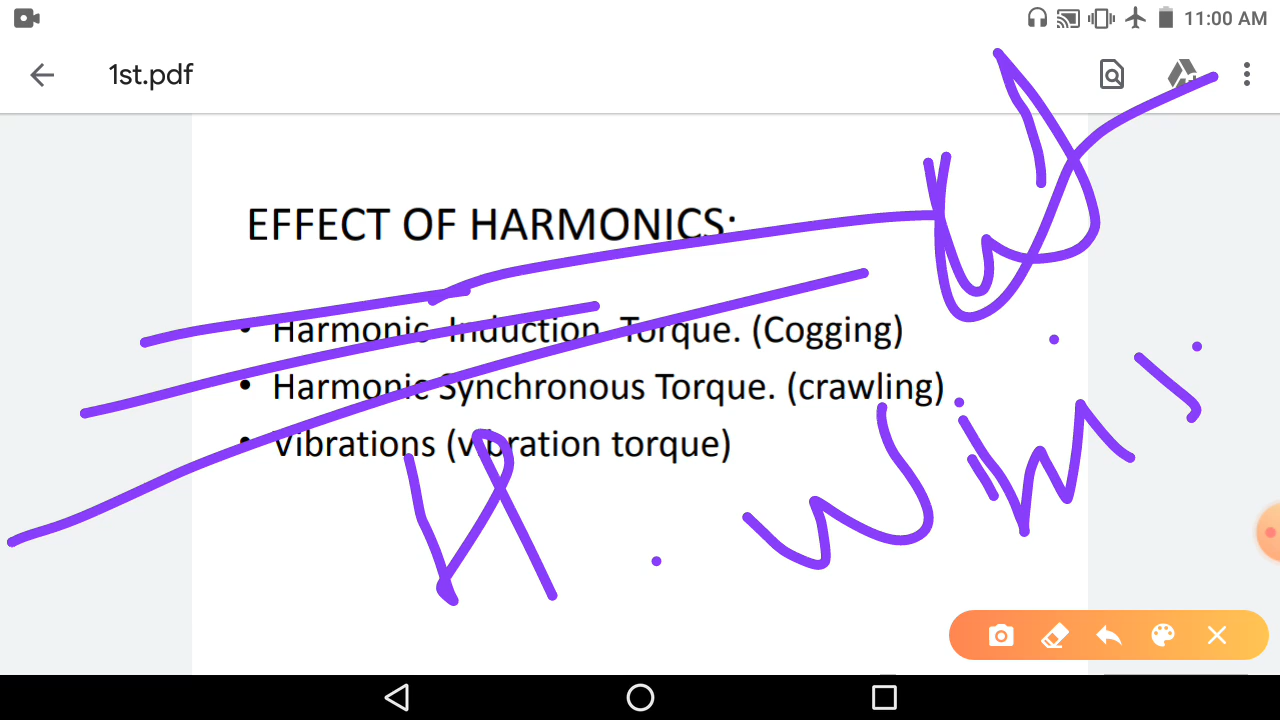 11:00 AM
1st.pdf
EFFECT OF HARMONICS:
• Harmonic Induction Torque. (Cogging)
• Harmonic Synchronous Torque. (crawling)
• Vibrations (vibration torque)